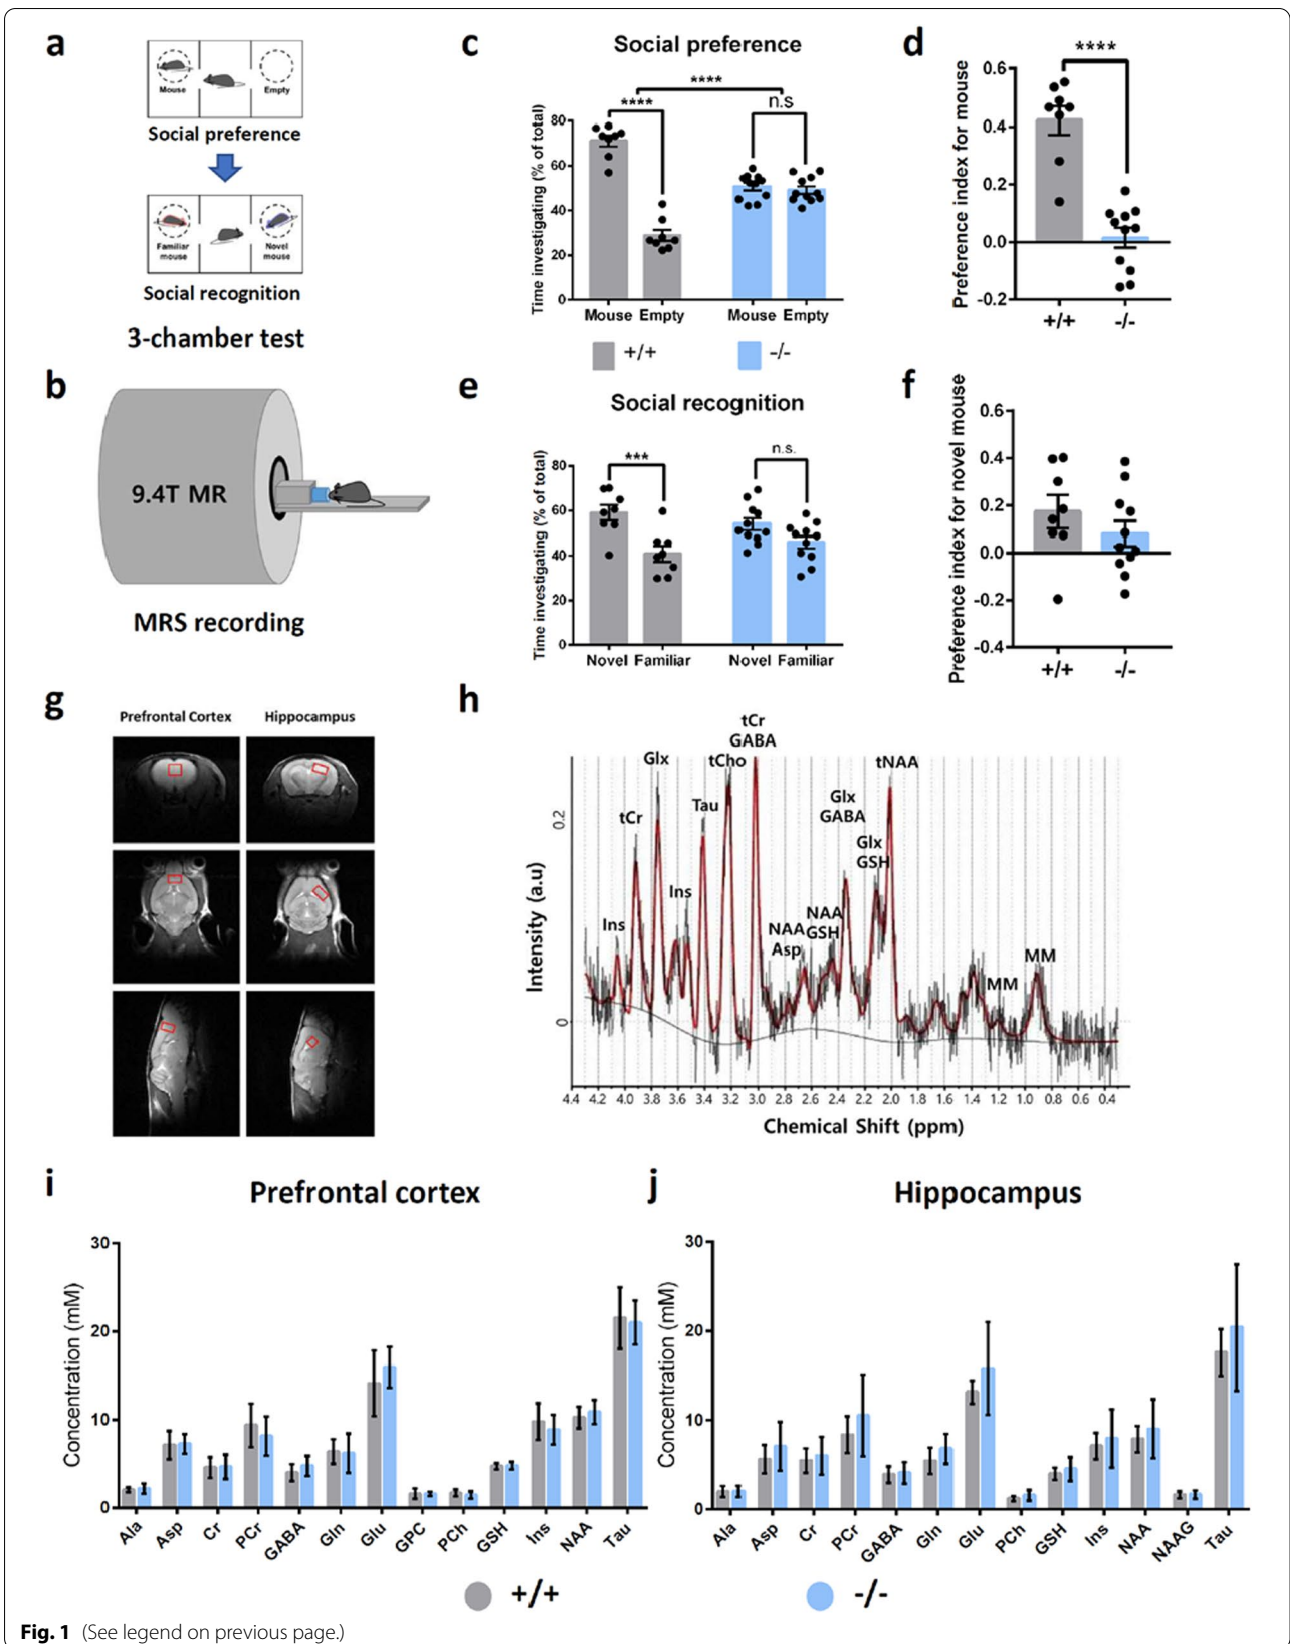 a
Mouse
Empty
Social preference
Familiar mouse
Novel mouse
Social recognition
3-chamber test
b
9.4T MR
MRS recording
c
Social preference
****
****
n.s
Time investigating (% of total)
80
60
40
20
0
Mouse Empty
Mouse Empty
+/+
-/-
d
****
Preference index for mouse
0.6
0.4
0.2
0.0
-0.2
+/+
-/-
e
Social recognition
***
n.s.
Time investigating (% of total)
80
60
40
20
0
Novel Familiar
Novel Familiar
f
Preference index for novel mouse
0.6
0.4
0.2
0.0
-0.2
-0.4
+/+
-/-
g
Prefrontal Cortex
Hippocampus
h
Intensity (a.u)
0.2
0
Ins
tCr
Glx
Ins
Tau
tCho
tCr
GABA
NAA
Asp
NAA
GSH
Glx
GABA
Glx
GSH
tNAA
MM
MM
4.4 4.2 4.0 3.8 3.6 3.4 3.2 3.0 2.8 2.6 2.4 2.2 2.0 1.8 1.6 1.4 1.2 1.0 0.8 0.6 0.4
Chemical Shift (ppm)
i
Prefrontal cortex
Concentration (mM)
30
20
10
0
Ala Asp Cr PCr GABA Gln Glu GPC PCh GSH Ins NAA Tau
j
Hippocampus
Concentration (mM)
30
20
10
0
Ala Asp Cr PCr GABA Gln Glu PCh GSH Ins NAA NAAG Tau
+/+
-/-
Fig. 1 (See legend on previous page.)